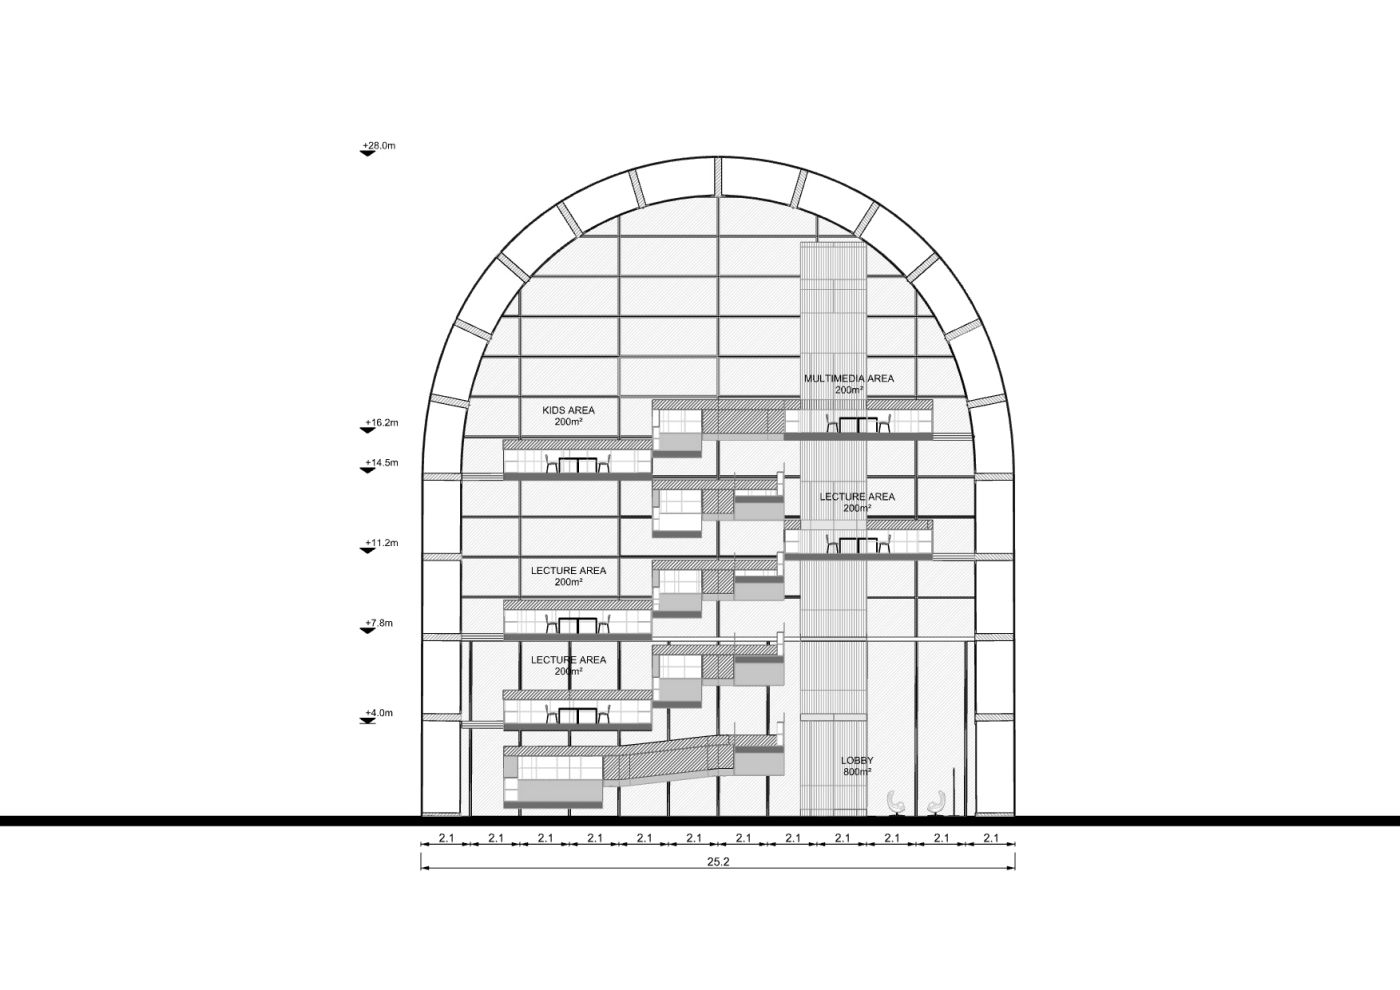 +28.0m
MULTIMEDIA AREA
200m²
KIDS AREA
200m²
+16.2m
+14.5m
LECTURE AREA
200m²
+11.2m
LECTURE AREA
200m²
+7.8m
LECTURE AREA
200m²
+4.0m
LOBBY
800m²
2.1 2.1 2.1 2.1 2.1 2.1 2.1 2.1 2.1 2.1 2.1 2.1
25.2